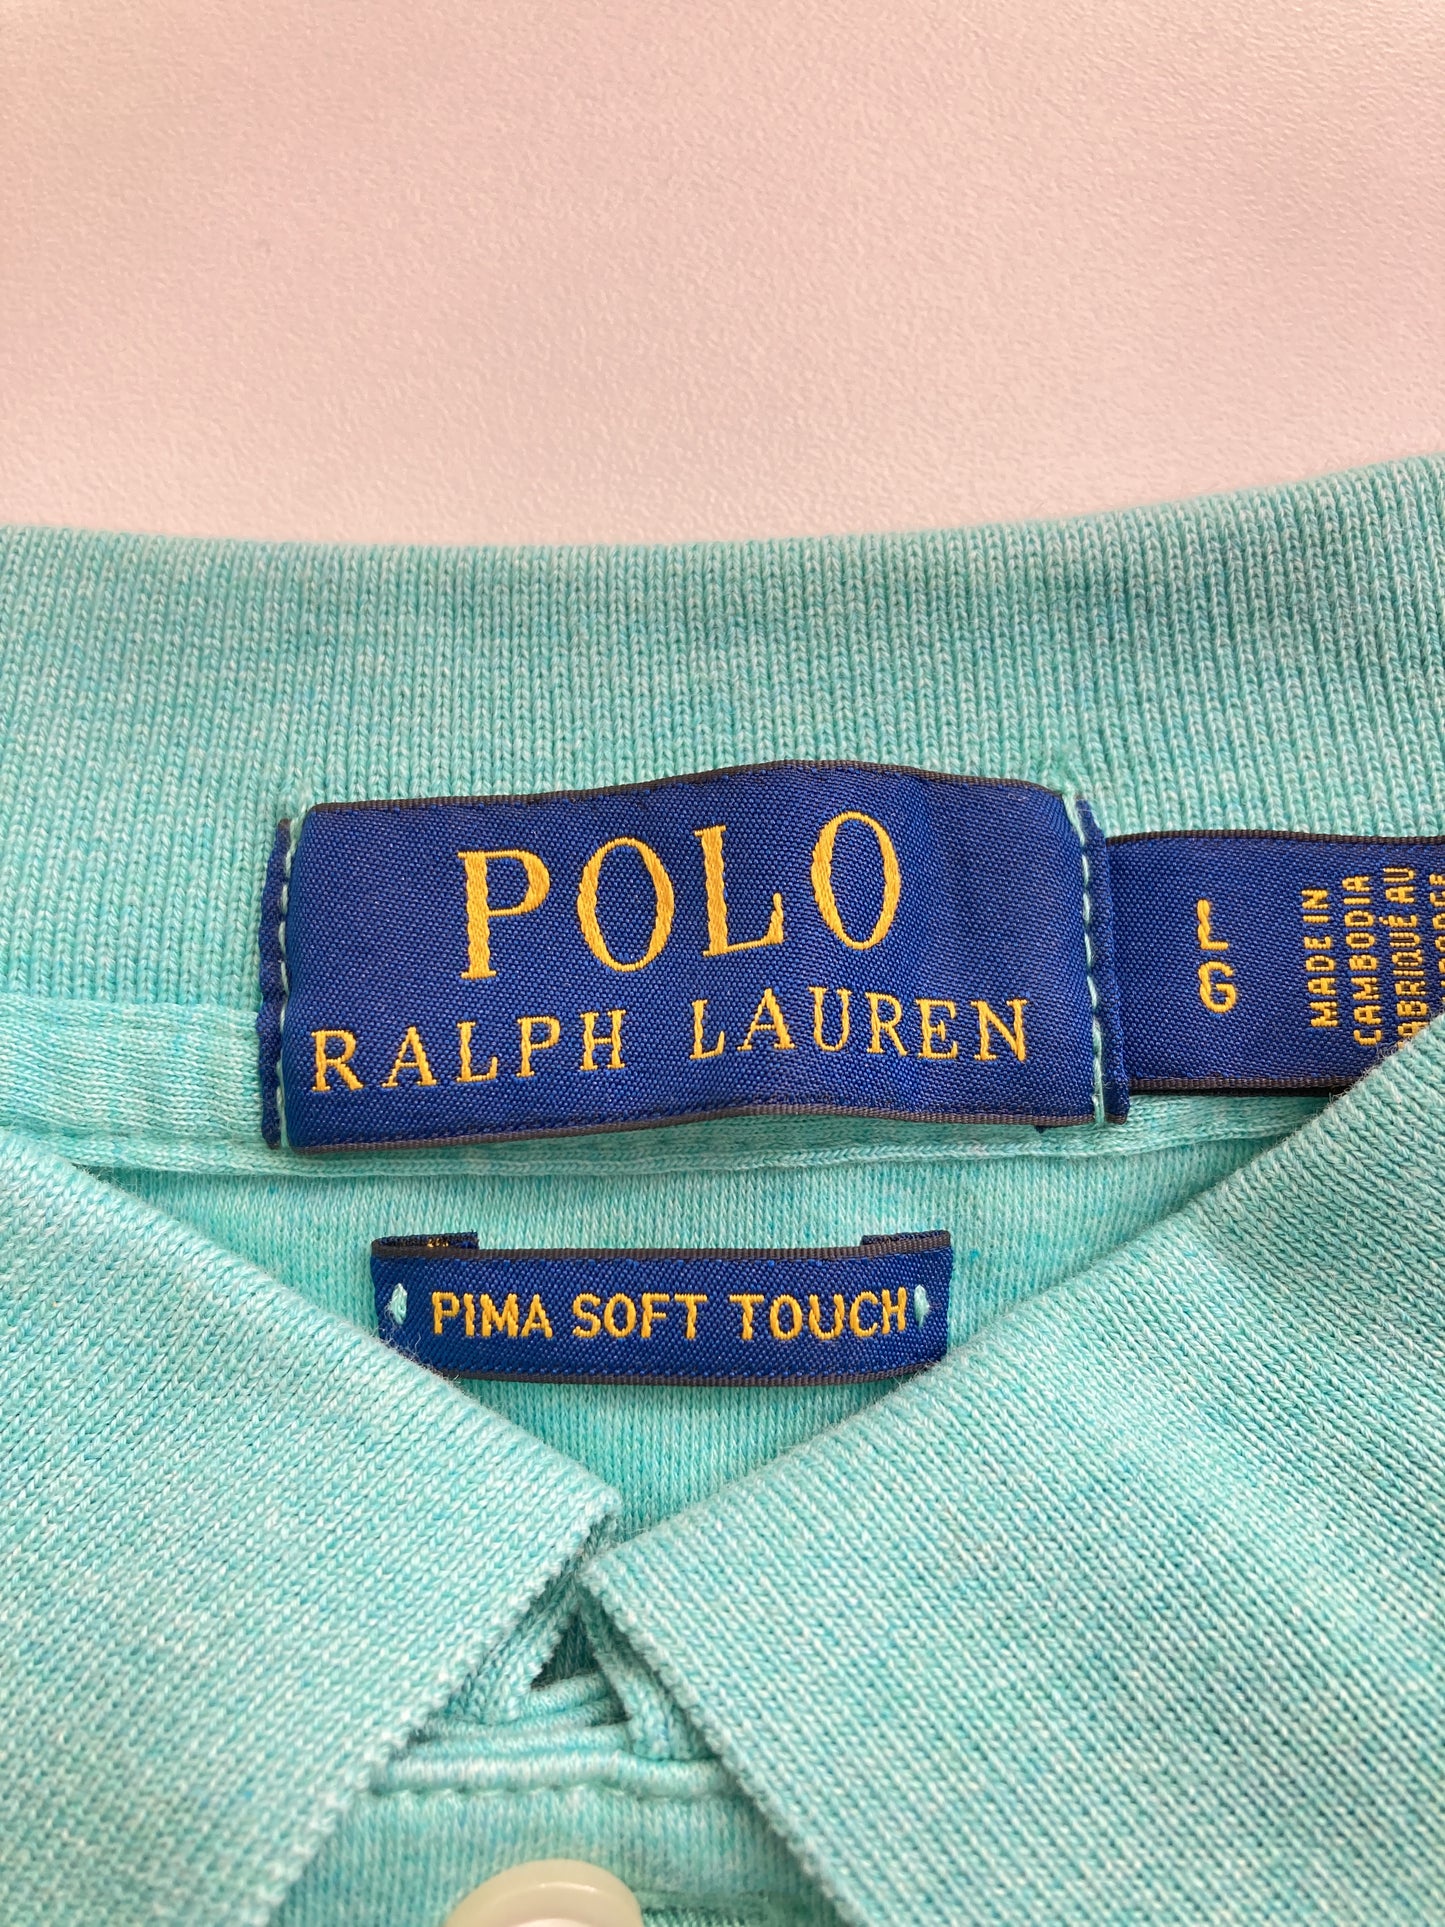 POLO
RALPH LAUREN
L
G
MADE IN
CAMBODIA
PIMA SOFT TOUCH